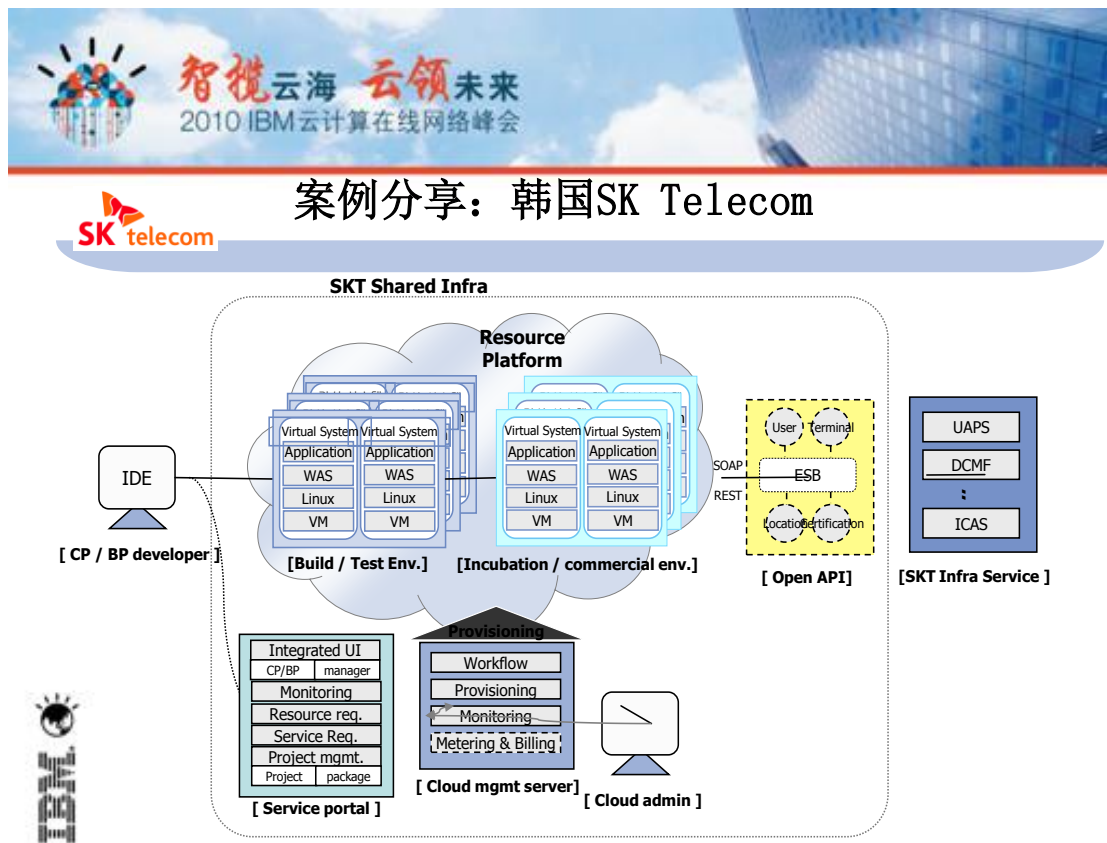 智揽云海 云领未来
2010 IBM云计算在线网络峰会
案例分享：韩国SK Telecom
SK telecom
SKT Shared Infra
Resource
Platform
Virtual System Virtual System
Application Application
WAS WAS
Linux Linux
VM VM
Virtual System Virtual System
Application Application
WAS WAS
Linux Linux
VM VM
IDE
[ CP / BP developer ]
[Build / Test Env.]
[Incubation / commercial env.]
SOAP
REST
User Terminal
ESB
Location Certification
[ Open API]
UAPS
DCMF
:
ICAS
[SKT Infra Service ]
Provisioning
Integrated UI
CP/BP manager
Monitoring
Resource req.
Service Req.
Project mgmt.
Project package
[ Service portal ]
Workflow
Provisioning
Monitoring
Metering & Billing
[ Cloud mgmt server]
[ Cloud admin ]
IBM.